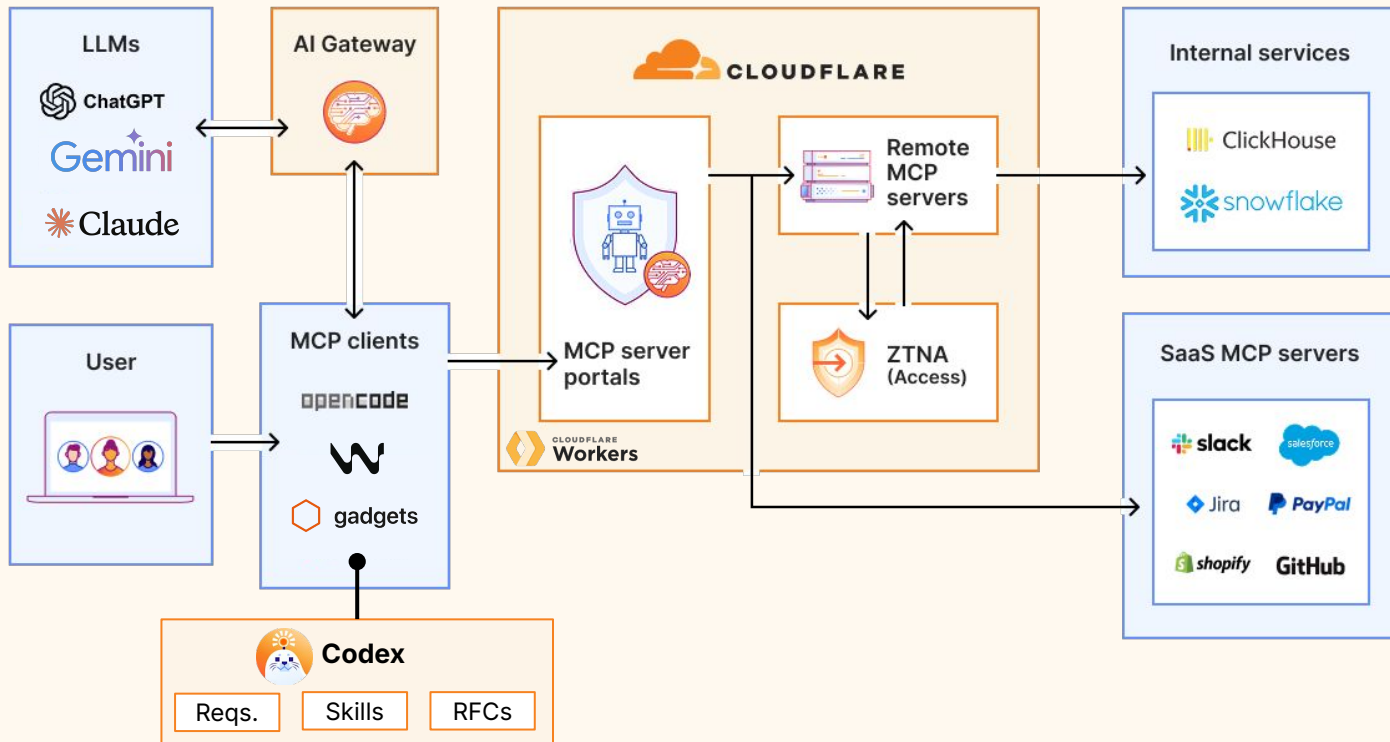 LLMs
ChatGPT
Gemini
Claude
AI Gateway
CLOUDFLARE
MCP server
portals
Remote
MCP
servers
ZTNA
(Access)
CLOUDFLARE
Workers
Internal services
ClickHouse
snowflake
User
MCP clients
opencode
gadgets
SaaS MCP servers
slack
salesforce
Jira
PayPal
shopify
GitHub
Codex
Reqs.
Skills
RFCs